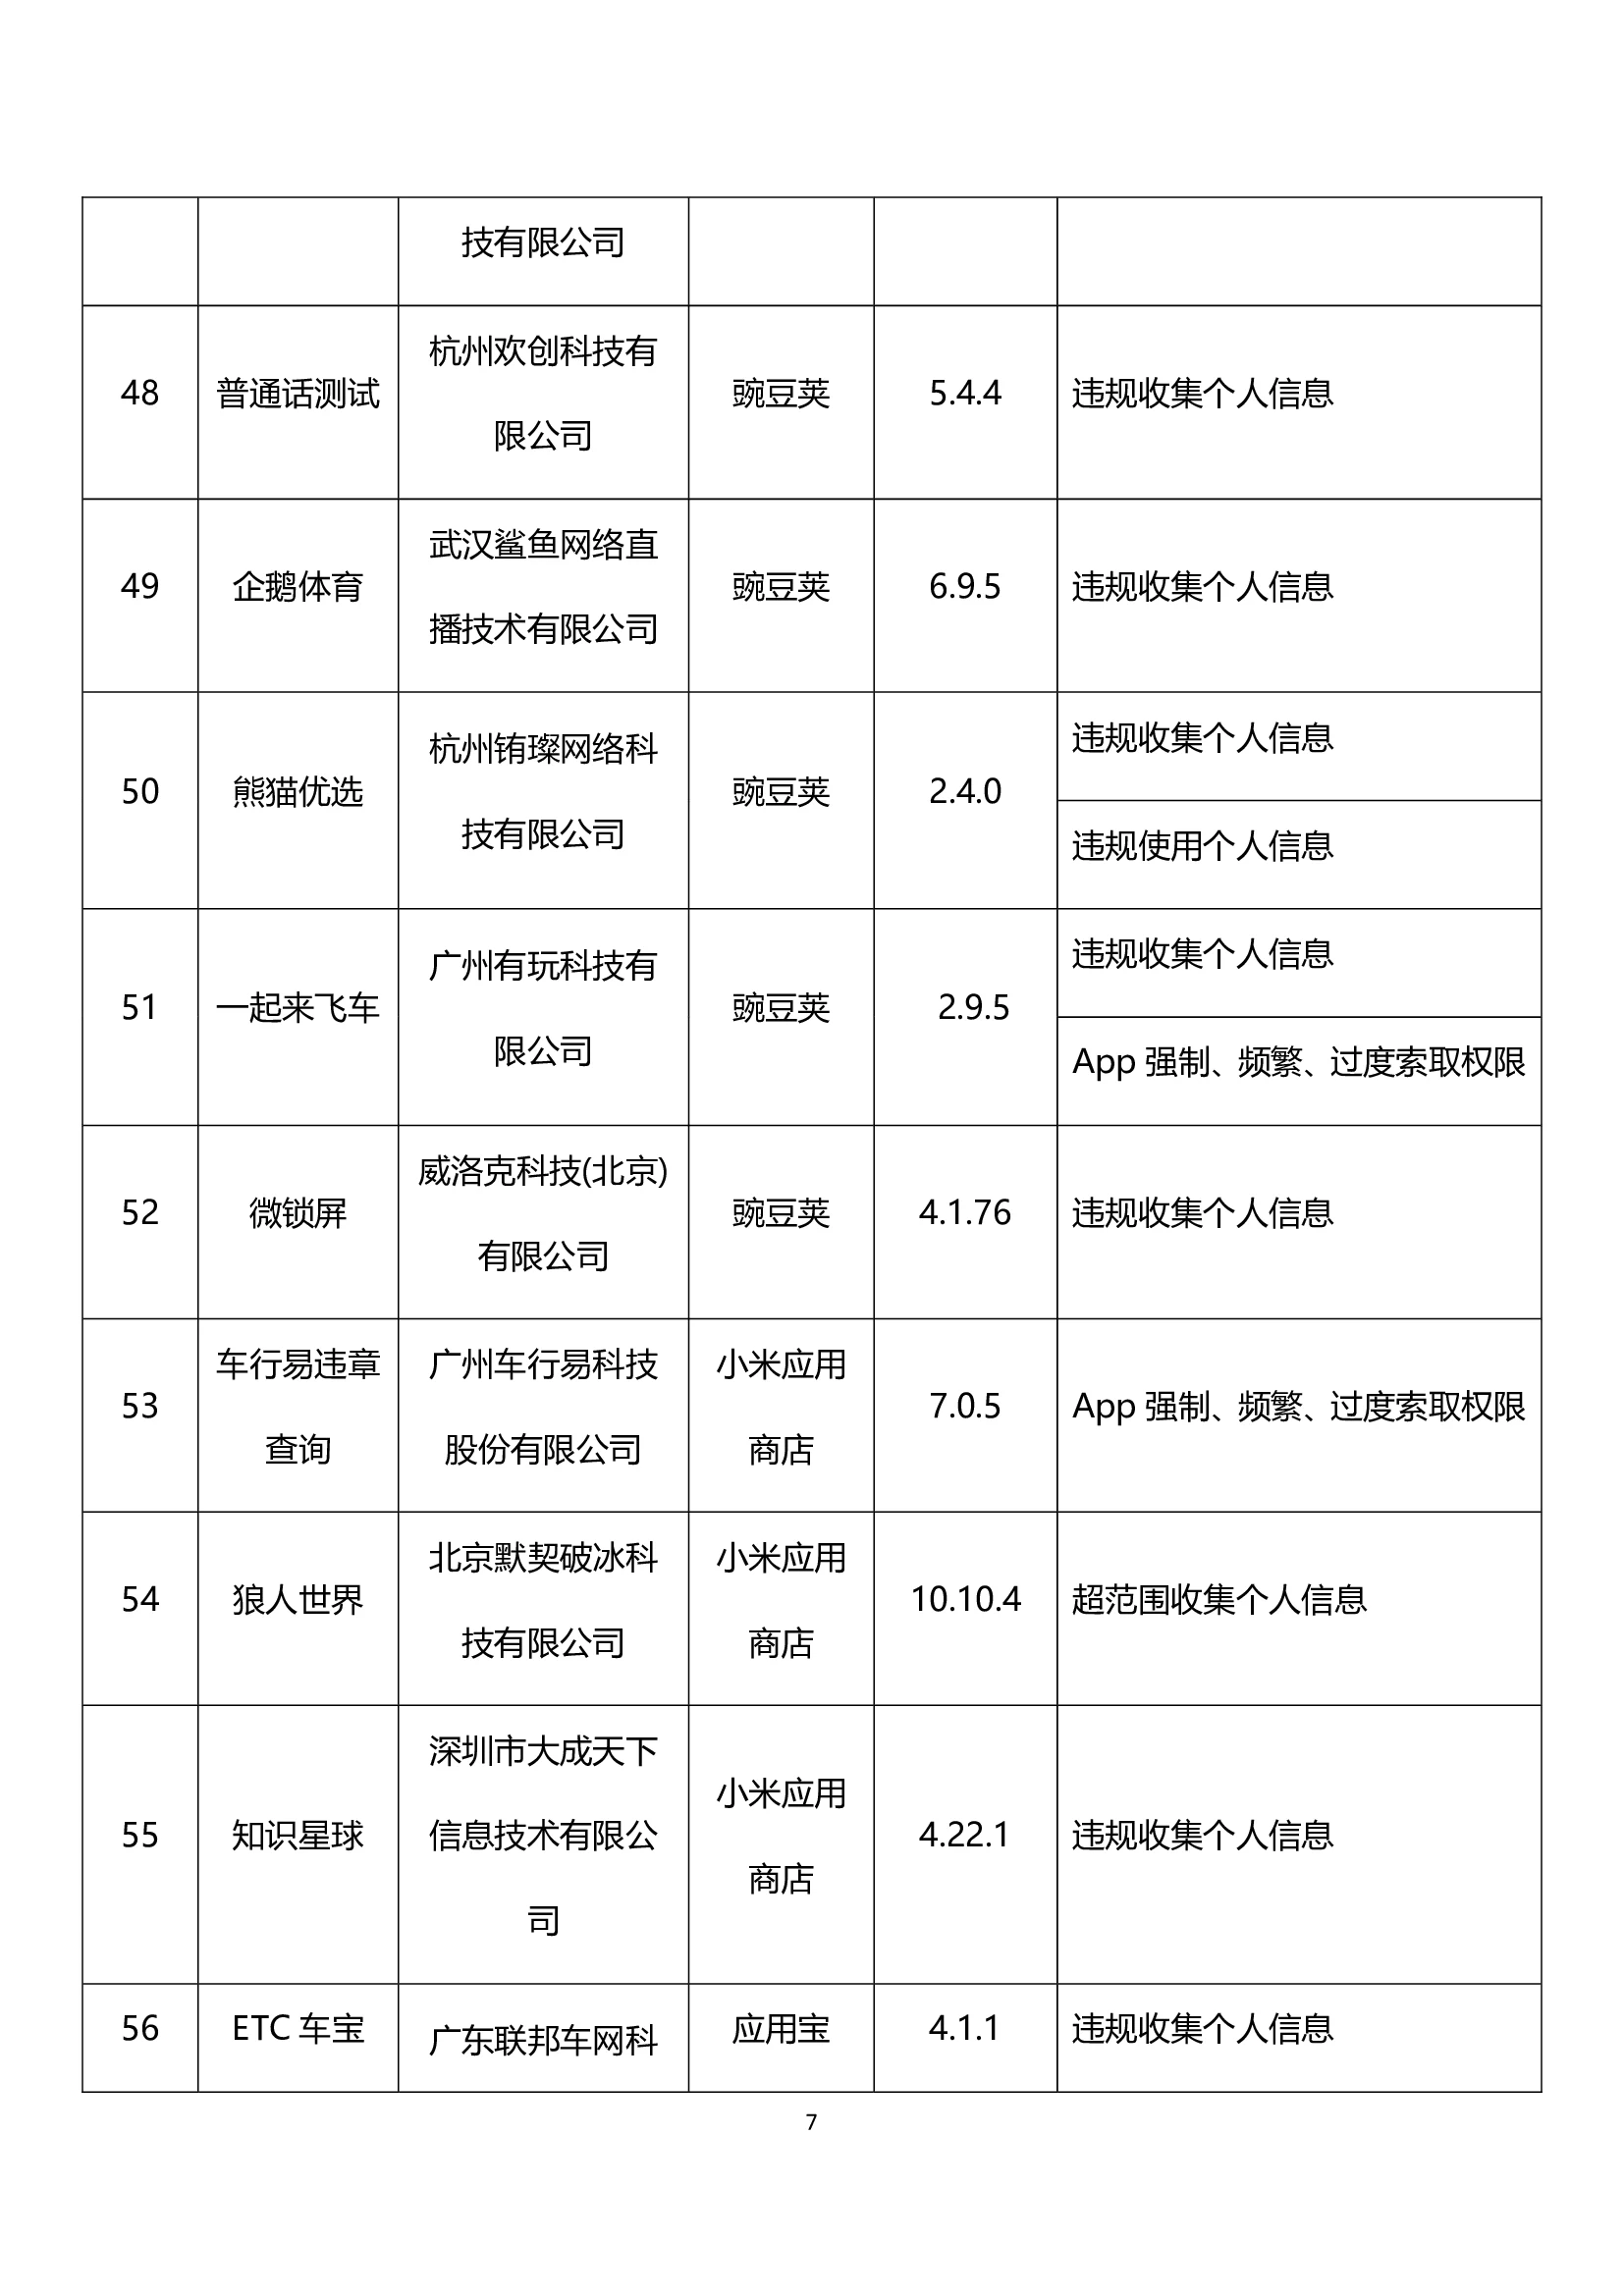 技有限公司
48 普通话测试 杭州欢创科技有 豌豆荚 5.4.4 违规收集个人信息
限公司
49 企鹅体育 武汉鲨鱼网络直 豌豆荚 6.9.5 违规收集个人信息
播技术有限公司
50 熊猫优选 杭州铕璨网络科 豌豆荚 2.4.0 违规收集个人信息
技有限公司 违规使用个人信息
51 一起来飞车 广州有玩科技有 豌豆荚 2.9.5 违规收集个人信息
限公司 App 强制、频繁、过度索取权限
52 微锁屏 威洛克科技(北京) 豌豆荚 4.1.76 违规收集个人信息
有限公司
53 车行易违章 广州车行易科技 小米应用 7.0.5 App 强制、频繁、过度索取权限
查询 股份有限公司 商店
54 狼人世界 北京默契破冰科 小米应用 10.10.4 超范围收集个人信息
技有限公司 商店
55 知识星球 深圳市大成天下 小米应用 4.22.1 违规收集个人信息
信息技术有限公 商店
司
56 ETC 车宝 广东联邦车网科 应用宝 4.1.1 违规收集个人信息
7